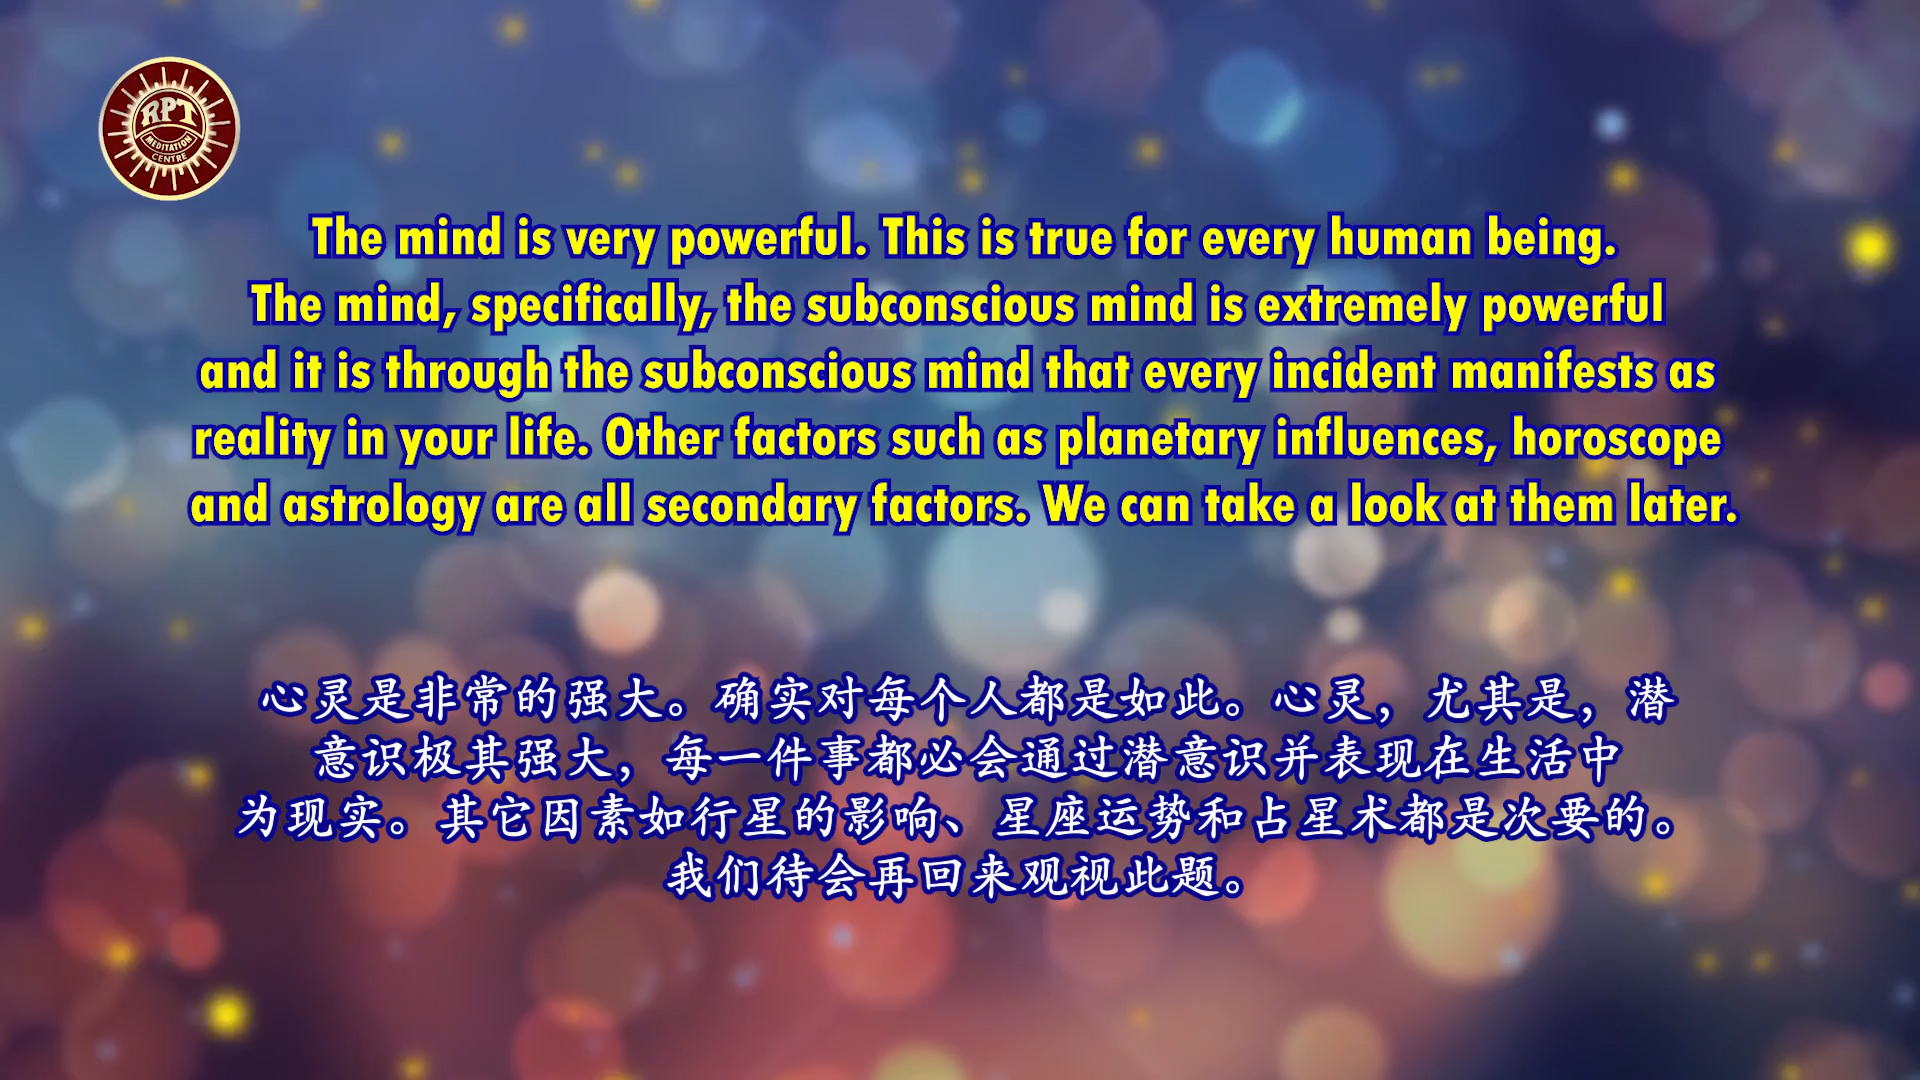 RPT
MEDITATION
CENTRE
The mind is very powerful. This is true for every human being.
The mind, specifically, the subconscious mind is extremely powerful
and it is through the subconscious mind that every incident manifests as
reality in your life. Other factors such as planetary influences, horoscope
and astrology are all secondary factors. We can take a look at them later.
心灵是非常的强大。确实对每个人都是如此。心灵，尤其是，潜
意识极其强大，每一件事都必会通过潜意识并表现在生活中
为现实。其它因素如行星的影响、星座运势和占星术都是次要的。
我们待会再回来观视此题。